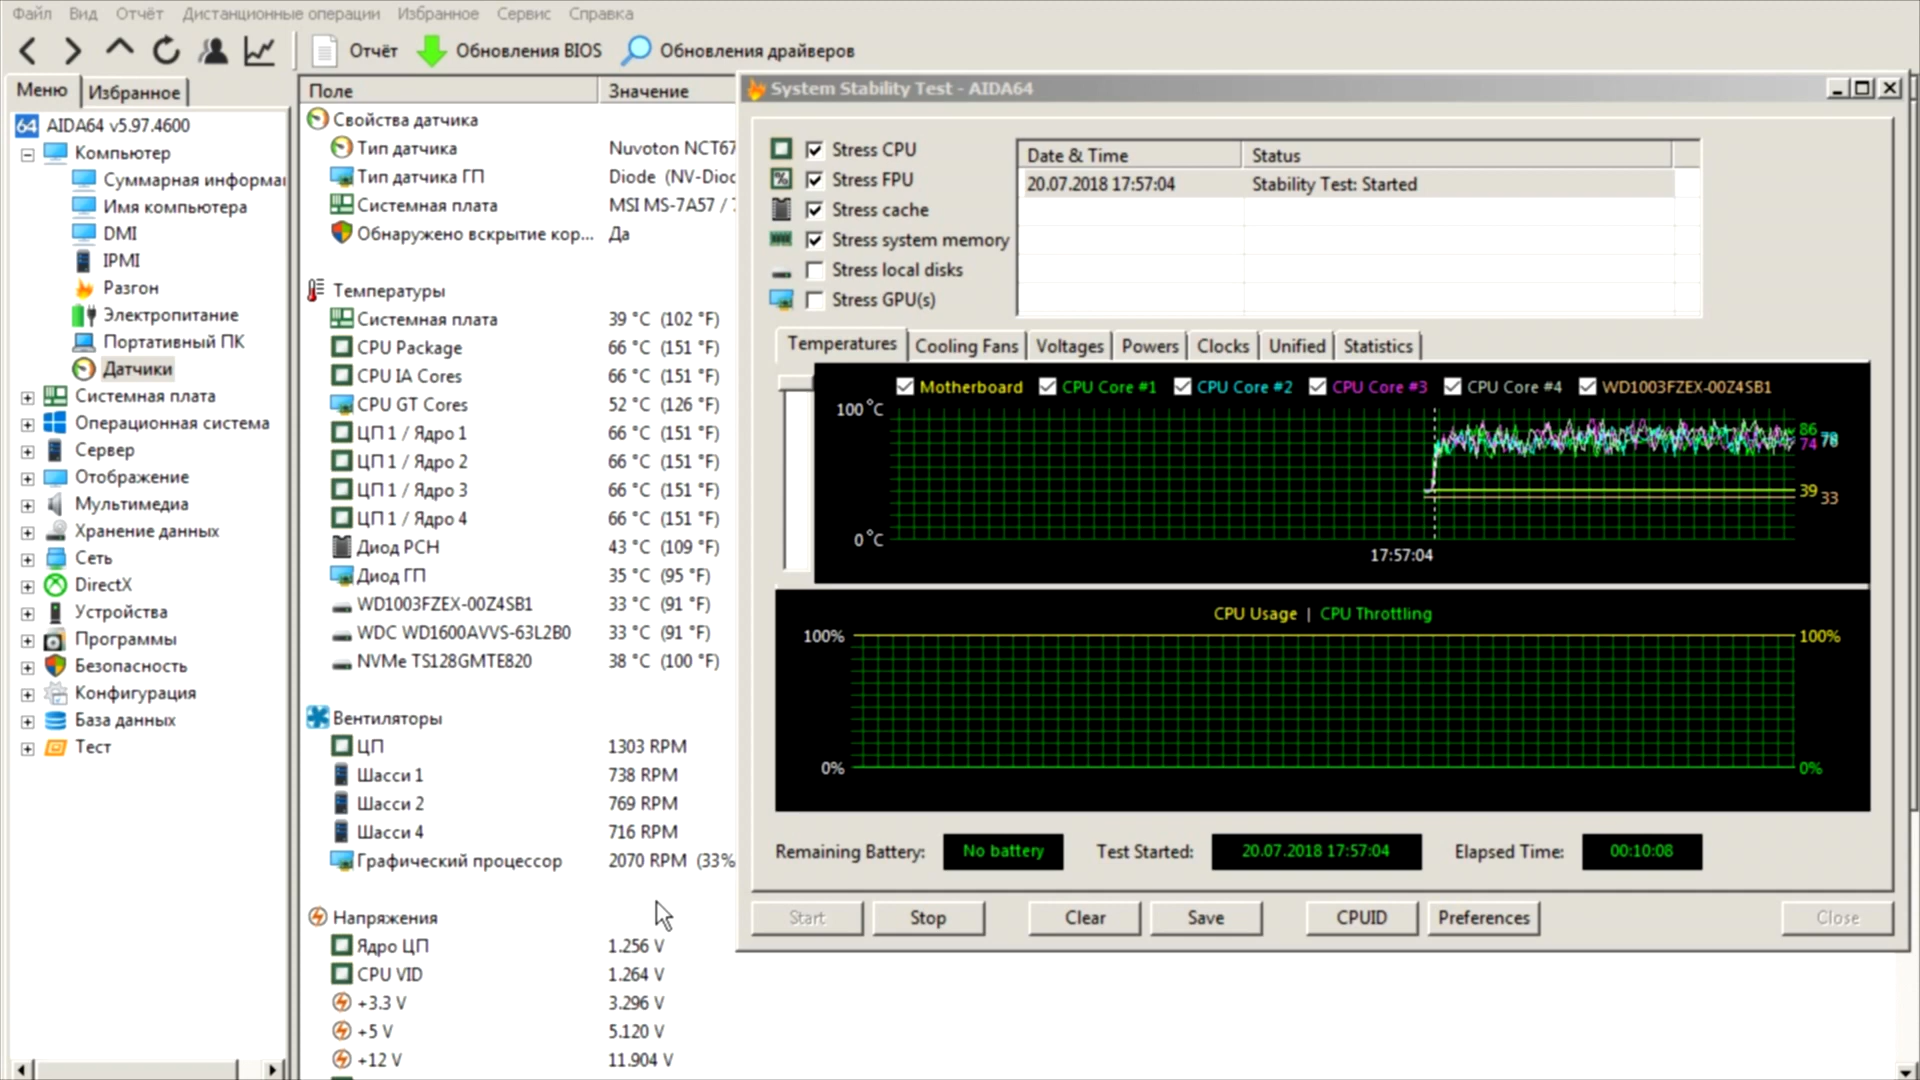 Файл Вид Отчёт Дистанционные операции Избранное Сервис Справка
Отчёт Обновления BIOS Обновления драйверов
Меню Избранное
64 AIDA64 v5.97.4600
Компьютер
Суммарная информа
Имя компьютера
DMI
IPMI
Разгон
Электропитание
Портативный ПК
Датчики
Системная плата
Операционная система
Сервер
Отображение
Мультимедиа
Хранение данных
Сеть
DirectX
Устройства
Программы
Безопасность
Конфигурация
База данных
Тест
Поле Значение
Свойства датчика
Тип датчика Nuvoton NCT67
Тип датчика ГП Diode (NV-Dioc
Системная плата MSI MS-7A57 /
Обнаружено вскрытие кор... Да
Температуры
Системная плата 39 °C (102 °F)
CPU Package 66 °C (151 °F)
CPU IA Cores 66 °C (151 °F)
CPU GT Cores 52 °C (126 °F)
ЦП 1 / Ядро 1 66 °C (151 °F)
ЦП 1 / Ядро 2 66 °C (151 °F)
ЦП 1 / Ядро 3 66 °C (151 °F)
ЦП 1 / Ядро 4 66 °C (151 °F)
Диод PCH 43 °C (109 °F)
Диод ГП 35 °C (95 °F)
WD1003FZEX-00Z4SB1 33 °C (91 °F)
WDC WD1600AVVS-63L2B0 33 °C (91 °F)
NVMe TS128GMTE820 38 °C (100 °F)
Вентиляторы
ЦП 1303 RPM
Шасси 1 738 RPM
Шасси 2 769 RPM
Шасси 4 716 RPM
Графический процессор 2070 RPM (33%
Напряжения
Ядро ЦП 1.256 V
CPU VID 1.264 V
+3.3 V 3.296 V
+5 V 5.120 V
+12 V 11.904 V
System Stability Test - AIDA64
Stress CPU
Stress FPU
Stress cache
Stress system memory
Stress local disks
Stress GPU(s)
Date & Time Status
20.07.2018 17:57:04 Stability Test: Started
Temperatures Cooling Fans Voltages Powers Clocks Unified Statistics
Motherboard CPU Core #1 CPU Core #2 CPU Core #3 CPU Core #4 WD1003FZEX-00Z4SB1
100 °C
86
74
39
33
0 °C
17:57:04
CPU Usage | CPU Throttling
100% 100%
0% 0%
Remaining Battery: No battery Test Started: 20.07.2018 17:57:04 Elapsed Time: 00:10:08
Start Stop Clear Save CPUID Preferences Close